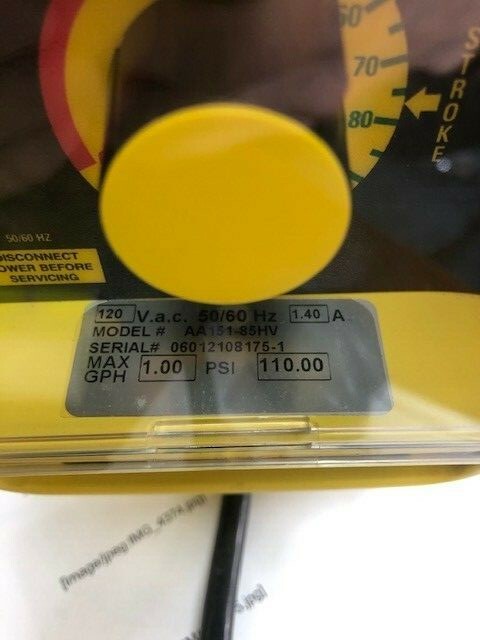 60
70
80
STROKE
50/60 HZ
DISCONNECT
POWER BEFORE
SERVICING
120 V.a.c. 50/60 Hz 1.40 A
MODEL # AA151-85HV
SERIAL# 06012108175-1
MAX GPH 1.00 PSI 110.00